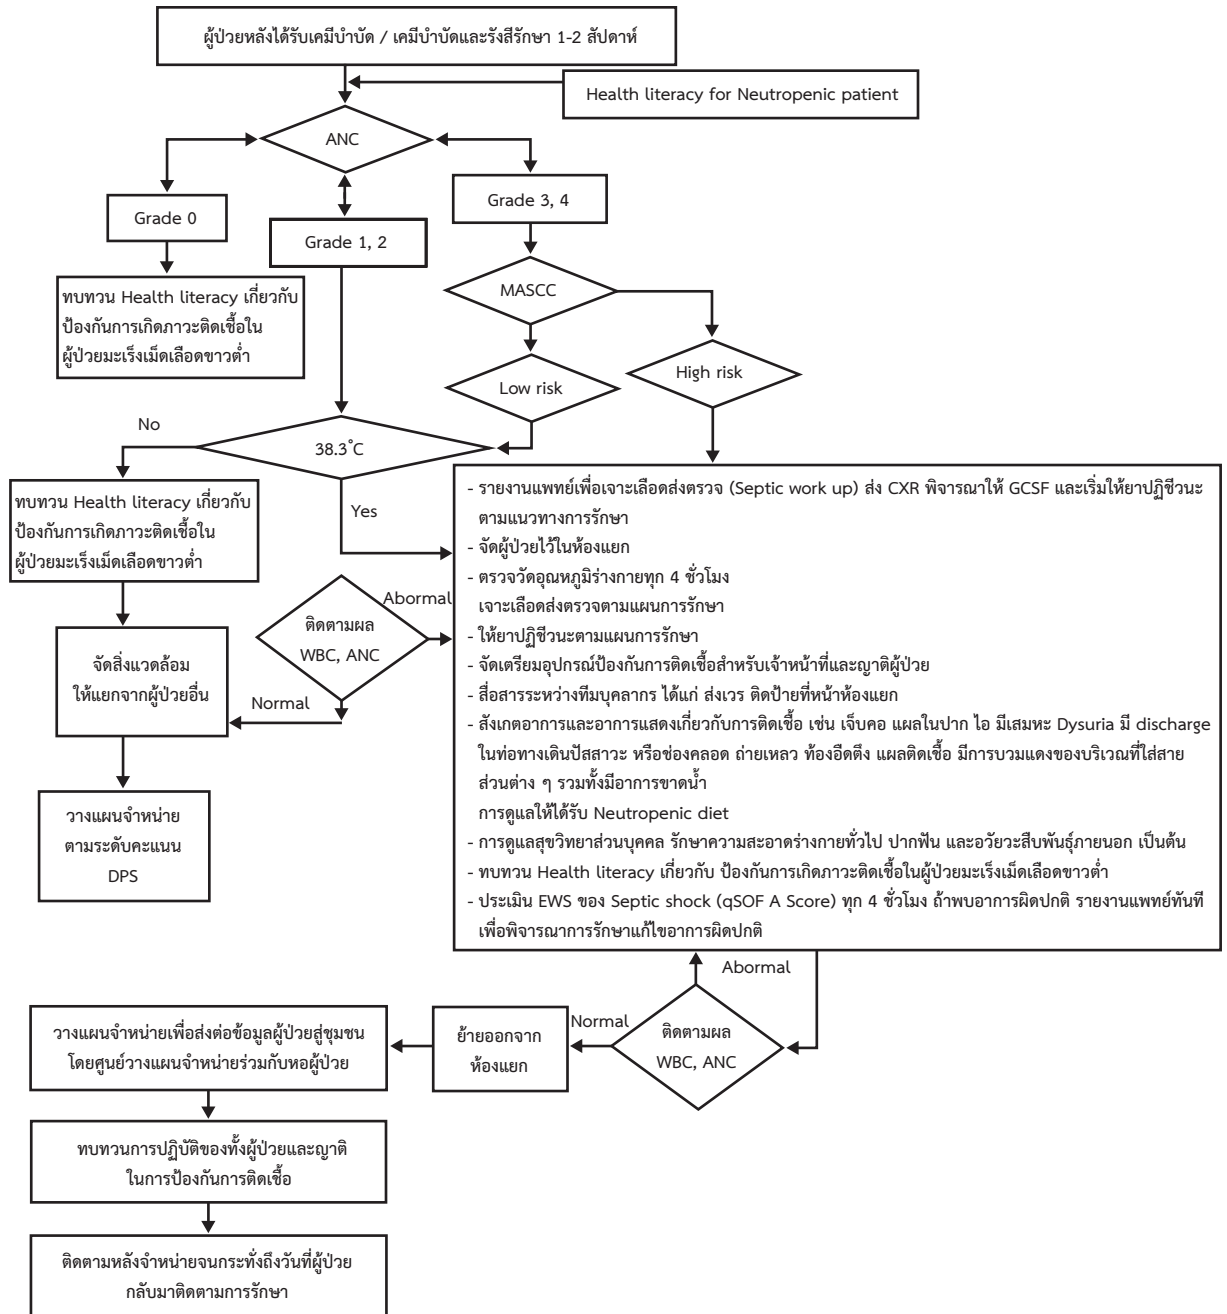 ผู้ป่วยหลังได้รับเคมีบำบัด / เคมีบำบัดและรังสีรักษา 1-2 สัปดาห์
Health literacy for Neutropenic patient
ANC
Grade 0
Grade 1, 2
Grade 3, 4
ทบทวน Health literacy เกี่ยวกับ
ป้องกันการเกิดภาวะติดเชื้อใน
ผู้ป่วยมะเร็งเม็ดเลือดขาวต่ำ
MASCC
Low risk
High risk
No
38.3°C
Yes
ทบทวน Health literacy เกี่ยวกับ
ป้องกันการเกิดภาวะติดเชื้อใน
ผู้ป่วยมะเร็งเม็ดเลือดขาวต่ำ
จัดสิ่งแวดล้อม
ให้แยกจากผู้ป่วยอื่น
วางแผนจำหน่าย
ตามระดับคะแนน
DPS
ติดตามผล
WBC, ANC
Abormal
Normal
- รายงานแพทย์เพื่อเจาะเลือดส่งตรวจ (Septic work up) ส่ง CXR พิจารณาให้ GCSF และเริ่มให้ยาปฏิชีวนะ
ตามแนวทางการรักษา
- จัดผู้ป่วยไว้ในห้องแยก
- ตรวจวัดอุณหภูมิร่างกายทุก 4 ชั่วโมง
เจาะเลือดส่งตรวจตามแผนการรักษา
- ให้ยาปฏิชีวนะตามแผนการรักษา
- จัดเตรียมอุปกรณ์ป้องกันการติดเชื้อสำหรับเจ้าหน้าที่และญาติผู้ป่วย
- สื่อสารระหว่างทีมบุคลากร ได้แก่ ส่งเวร ติดป้ายที่หน้าห้องแยก
- สังเกตอาการและอาการแสดงเกี่ยวกับการติดเชื้อ เช่น เจ็บคอ แผลในปาก ไอ มีเสมหะ Dysuria มี discharge
ในท่อทางเดินปัสสาวะ หรือช่องคลอด ถ่ายเหลว ท้องอืดตึง แผลติดเชื้อ มีการบวมแดงของบริเวณที่ใส่สาย
ส่วนต่าง ๆ รวมทั้งมีอาการขาดน้ำ
การดูแลให้ได้รับ Neutropenic diet
- การดูแลสุขวิทยาส่วนบุคคล รักษาความสะอาดร่างกายทั่วไป ปากฟัน และอวัยวะสืบพันธุ์ภายนอก เป็นต้น
- ทบทวน Health literacy เกี่ยวกับ ป้องกันการเกิดภาวะติดเชื้อในผู้ป่วยมะเร็งเม็ดเลือดขาวต่ำ
- ประเมิน EWS ของ Septic shock (qSOF A Score) ทุก 4 ชั่วโมง ถ้าพบอาการผิดปกติ รายงานแพทย์ทันที
เพื่อพิจารณาการรักษาแก้ไขอาการผิดปกติ
Abormal
ติดตามผล
WBC, ANC
Normal
ย้ายออกจาก
ห้องแยก
วางแผนจำหน่ายเพื่อส่งต่อข้อมูลผู้ป่วยสู่ชุมชน
โดยศูนย์วางแผนจำหน่ายร่วมกับหอผู้ป่วย
ทบทวนการปฏิบัติของทั้งผู้ป่วยและญาติ
ในการป้องกันการติดเชื้อ
ติดตามหลังจำหน่ายจนกระทั่งถึงวันที่ผู้ป่วย
กลับมาติดตามการรักษา